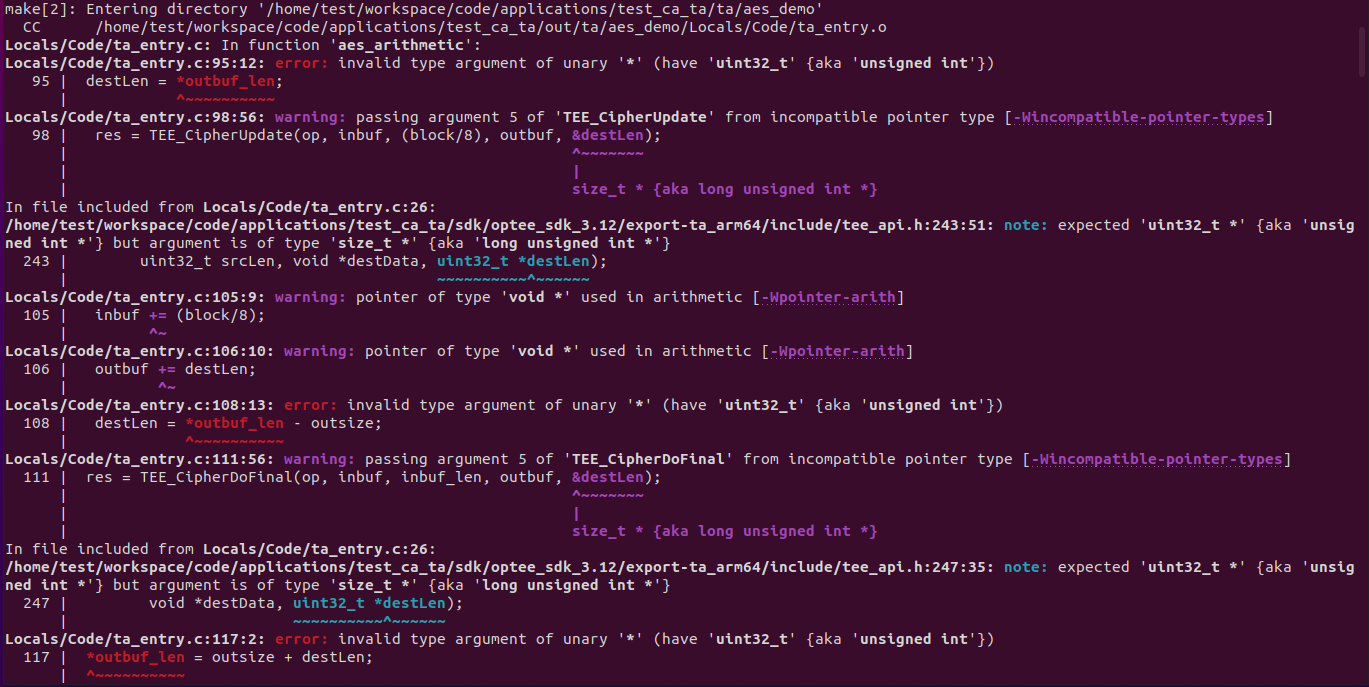 make[2]: Entering directory '/home/test/workspace/code/applications/test_ca_ta/ta/aes_demo'
  CC      /home/test/workspace/code/applications/test_ca_ta/out/ta/aes_demo/Locals/Code/ta_entry.o
Locals/Code/ta_entry.c: In function 'aes_arithmetic':
Locals/Code/ta_entry.c:95:12: error: invalid type argument of unary '*' (have 'uint32_t' {aka 'unsigned int'})
   95 |  destLen = *outbuf_len;
      |            ^~~~~~~~~~~
Locals/Code/ta_entry.c:98:56: warning: passing argument 5 of 'TEE_CipherUpdate' from incompatible pointer type [-Wincompatible-pointer-types]
   98 |   res = TEE_CipherUpdate(op, inbuf, (block/8), outbuf, &destLen);
      |                                                        ^~~~~~~~
      |                                                        |
      |                                                        size_t * {aka long unsigned int *}
In file included from Locals/Code/ta_entry.c:26:
/home/test/workspace/code/applications/test_ca_ta/sdk/optee_sdk_3.12/export-ta_arm64/include/tee_api.h:243:51: note: expected 'uint32_t *' {aka 'unsig
ned int *'} but argument is of type 'size_t *' {aka 'long unsigned int *'}
  243 |        uint32_t srcLen, void *destData, uint32_t *destLen);
      |                                         ~~~~~~~~~~^~~~~~~
Locals/Code/ta_entry.c:105:9: warning: pointer of type 'void *' used in arithmetic [-Wpointer-arith]
  105 |   inbuf += (block/8);
      |         ^~
Locals/Code/ta_entry.c:106:10: warning: pointer of type 'void *' used in arithmetic [-Wpointer-arith]
  106 |   outbuf += destLen;
      |          ^~
Locals/Code/ta_entry.c:108:13: error: invalid type argument of unary '*' (have 'uint32_t' {aka 'unsigned int'})
  108 |   destLen = *outbuf_len - outsize;
      |             ^~~~~~~~~~~
Locals/Code/ta_entry.c:111:56: warning: passing argument 5 of 'TEE_CipherDoFinal' from incompatible pointer type [-Wincompatible-pointer-types]
  111 |  res = TEE_CipherDoFinal(op, inbuf, inbuf_len, outbuf, &destLen);
      |                                                        ^~~~~~~~
      |                                                        |
      |                                                        size_t * {aka long unsigned int *}
In file included from Locals/Code/ta_entry.c:26:
/home/test/workspace/code/applications/test_ca_ta/sdk/optee_sdk_3.12/export-ta_arm64/include/tee_api.h:247:35: note: expected 'uint32_t *' {aka 'unsig
ned int *'} but argument is of type 'size_t *' {aka 'long unsigned int *'}
  247 |         void *destData, uint32_t *destLen);
      |                         ~~~~~~~~~~^~~~~~~
Locals/Code/ta_entry.c:117:2: error: invalid type argument of unary '*' (have 'uint32_t' {aka 'unsigned int'})
  117 |  *outbuf_len = outsize + destLen;
      |  ^~~~~~~~~~~